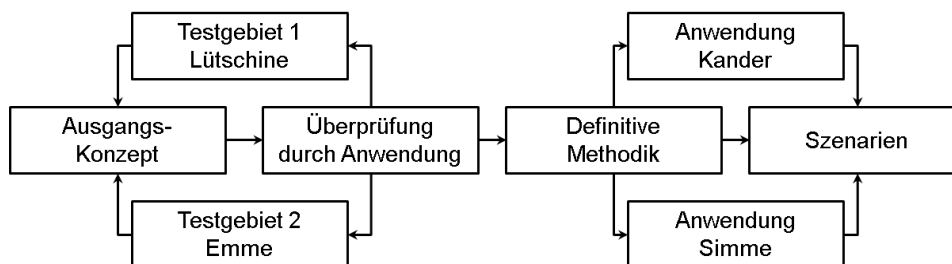 Testgebiet 1
Lütschine
Anwendung
Kander
Ausgangs-
Konzept
Überprüfung
durch Anwendung
Definitive
Methodik
Szenarien
Testgebiet 2
Emme
Anwendung
Simme